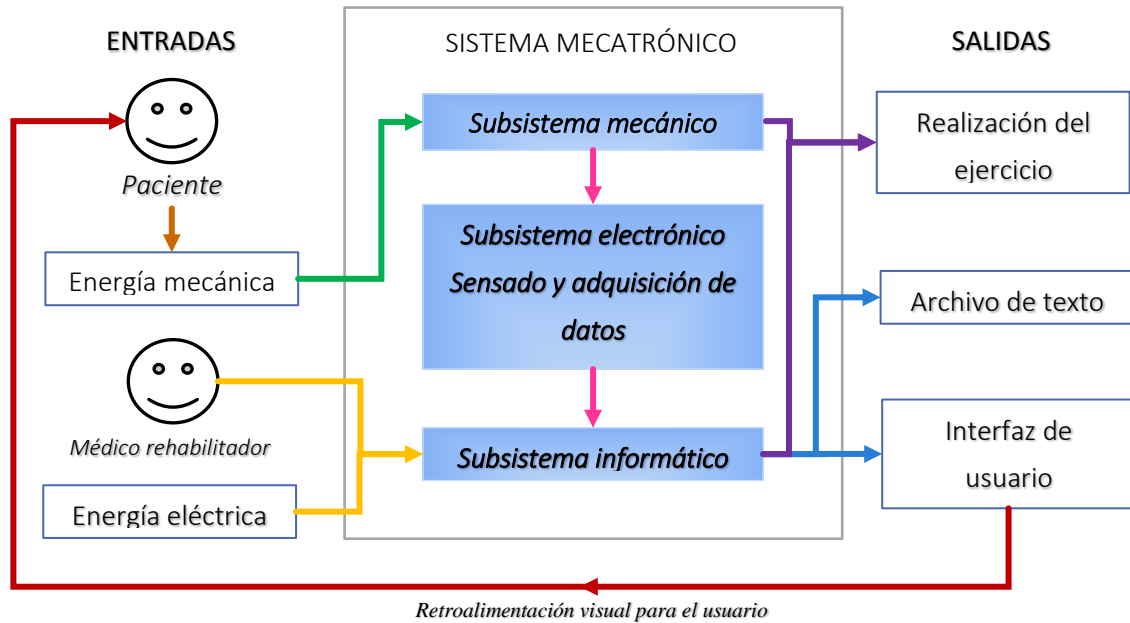 ENTRADAS
Paciente
Energía mecánica
Médico rehabilitador
Energía eléctrica
SISTEMA MECATRÓNICO
Subsistema mecánico
Subsistema electrónico
Sensado y adquisición de
datos
Subsistema informático
SALIDAS
Realización del
ejercicio
Archivo de texto
Interfaz de
usuario
Retroalimentación visual para el usuario